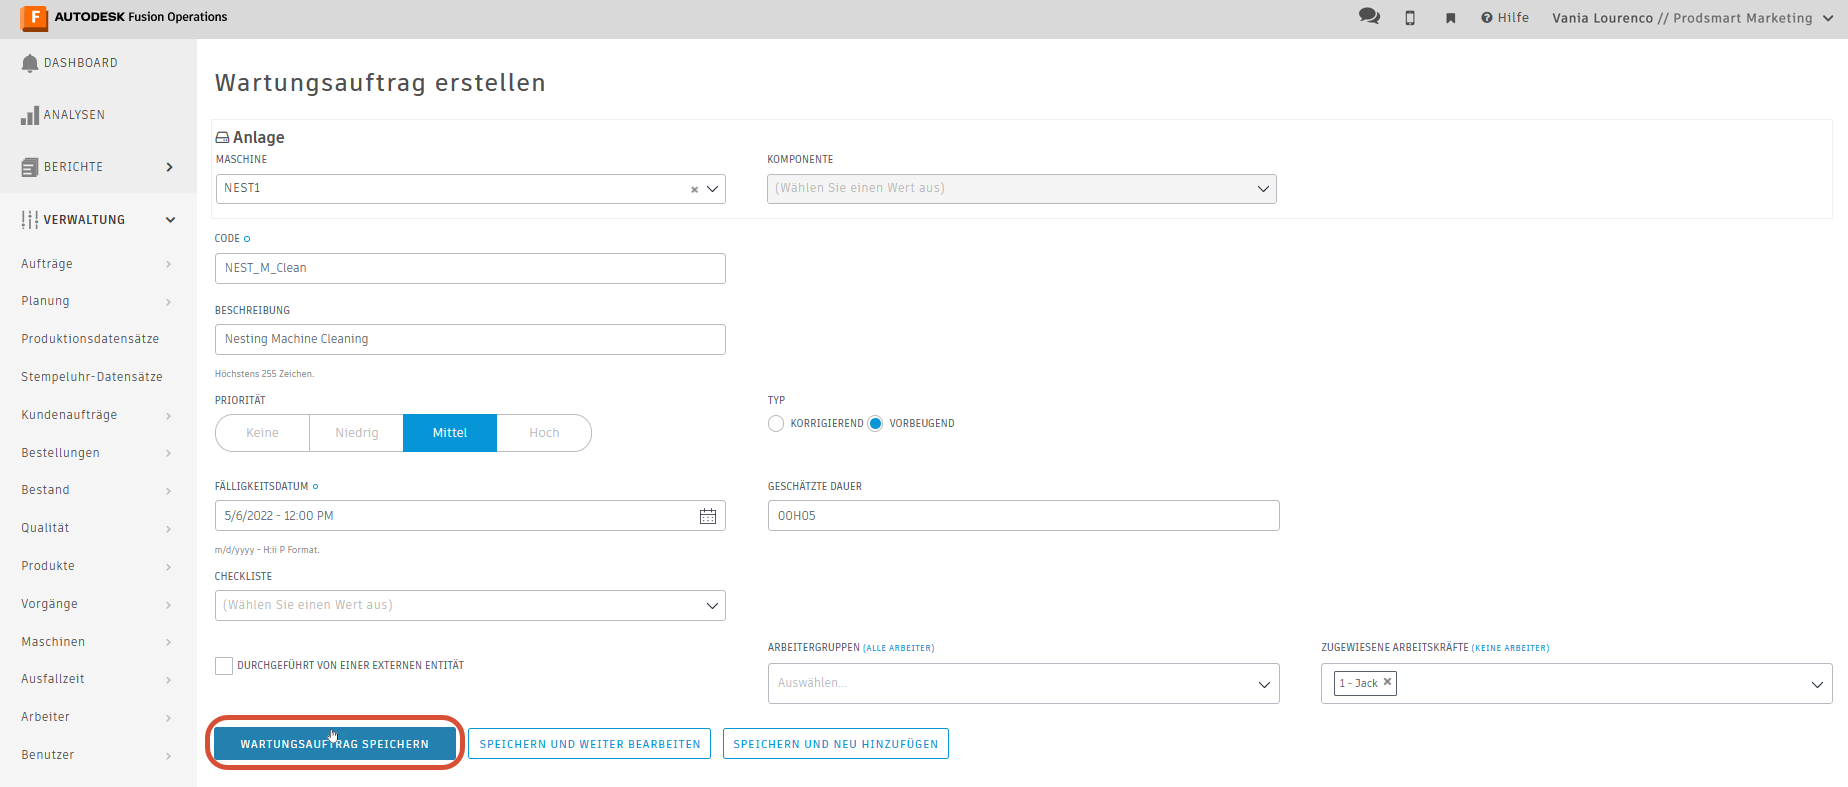 F AUTODESK Fusion Operations
Hilfe
Vania Lourenco // Prodsmart Marketing
DASHBOARD
ANALYSEN
BERICHTE
VERWALTUNG
Aufträge
Planung
Produktionsdatensätze
Stempeluhr-Datensätze
Kundenaufträge
Bestellungen
Bestand
Qualität
Produkte
Vorgänge
Maschinen
Ausfallzeit
Arbeiter
Benutzer
Wartungsauftrag erstellen
Anlage
MASCHINE
NEST1
KOMPONENTE
(Wählen Sie einen Wert aus)
CODE
NEST_M_Clean
BESCHREIBUNG
Nesting Machine Cleaning
Höchstens 255 Zeichen.
PRIORITÄT
Keine Niedrig Mittel Hoch
TYP
KORRIGIEREND VORBEUGEND
FÄLLIGKEITSDATUM
5/6/2022 - 12:00 PM
m/d/yyyy - H:ii P Format.
GESCHÄTZTE DAUER
00H05
CHECKLISTE
(Wählen Sie einen Wert aus)
DURCHGEFÜHRT VON EINER EXTERNEN ENTITÄT
ARBEITERGRUPPEN (ALLE ARBEITER)
Auswählen...
ZUGEWIESENE ARBEITSKRÄFTE (KEINE ARBEITER)
1 - Jack
WARTUNGSAUFTRAG SPEICHERN
SPEICHERN UND WEITER BEARBEITEN
SPEICHERN UND NEU HINZUFÜGEN